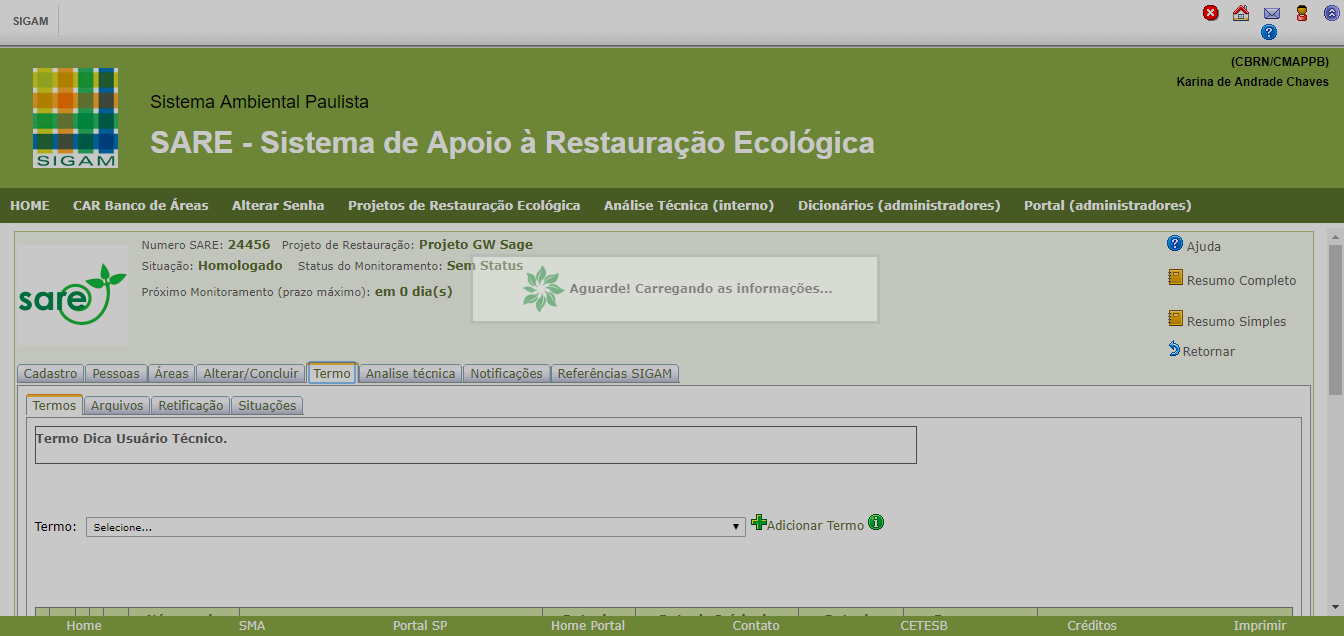 SIGAM
(CBRN/CMAPPB)
Karina de Andrade Chaves
SIGAM
Sistema Ambiental Paulista
SARE - Sistema de Apoio à Restauração Ecológica
HOME CAR Banco de Áreas Alterar Senha Projetos de Restauração Ecológica Análise Técnica (interno) Dicionários (administradores) Portal (administradores)
sare
Numero SARE: 24456 Projeto de Restauração: Projeto GW Sage
Situação: Homologado Status do Monitoramento: Sem Status
Próximo Monitoramento (prazo máximo): em 0 dia(s)
Aguarde! Carregando as informações...
Ajuda
Resumo Completo
Resumo Simples
Retornar
Cadastro Pessoas Áreas Alterar/Concluir Termo Analise técnica Notificações Referências SIGAM
Termos Arquivos Retificação Situações
Termo Dica Usuário Técnico.
Termo: Selecione... Adicionar Termo
Home SMA Portal SP Home Portal Contato CETESB Créditos Imprimir